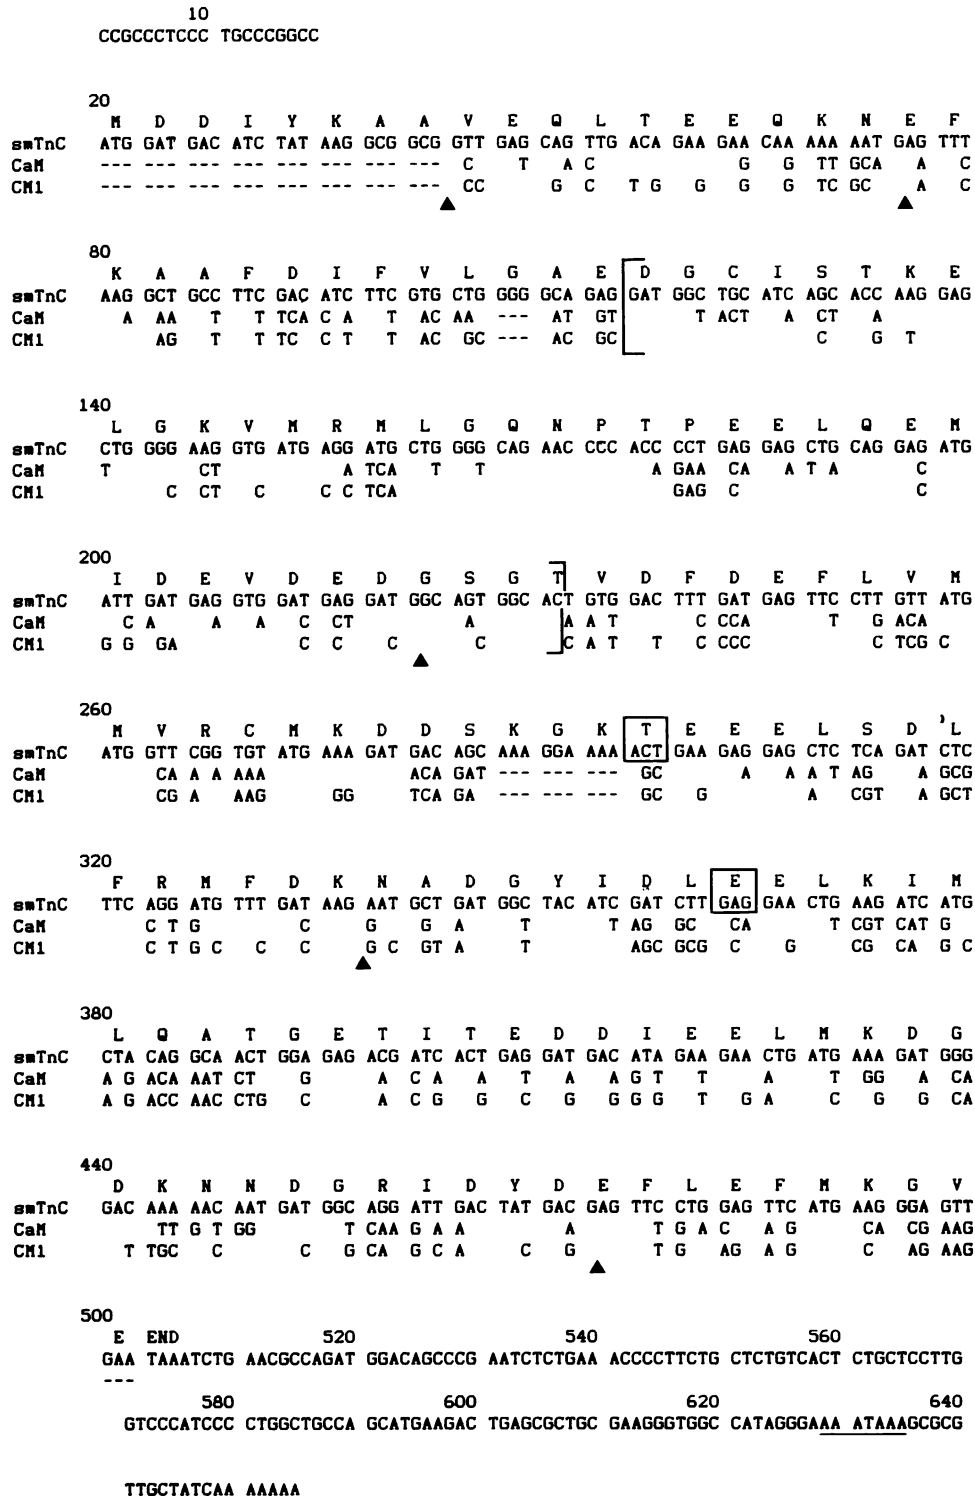 10
CCGCCCTCCC TGCCCGGCC
20
M D D I Y K A A V E Q L T E E Q K N E F
smTnC ATG GAT GAC ATC TAT AAG GCG GCG GTT GAG CAG TTG ACA GAA GAA CAA AAA AAT GAG TTT
CaM --- --- --- --- --- --- --- --- C T A C G G TT GCA A C
CM1 --- --- --- --- --- --- --- --- CC G C T G G G G TC GC A C
▲ ▲
80
K A A F D I F V L G A E D G C I S T K E
smTnC AAG GCT GCC TTC GAC ATC TTC GTG CTG GGG GCA GAG GAT GGC TGC ATC AGC ACC AAG GAG
CaM A AA T T TCA C A T AC AA --- AT GT T ACT A CT A
CM1 AG T T TC C T T AC GC --- AC GC C G T
140
L G K V M R M L G Q N P T P E E L Q E M
smTnC CTG GGG AAG GTG ATG AGG ATG CTG GGG CAG AAC CCC ACC CCT GAG GAG CTG CAG GAG ATG
CaM T CT A TCA T T A GAA CA A T A C
CM1 C CT C C C TCA GAG C C
200
I D E V D E D G S G T V D F D E F L V M
smTnC ATT GAT GAG GTG GAT GAG GAT GGC AGT GGC ACT GTG GAC TTT GAT GAG TTC CTT GTT ATG
CaM C A A A C CT A A A T C CCA T G ACA
CM1 G G GA C C C C C A T T C CCC C TCG C
▲
260
M V R C M K D D S K G K T E E E L S D L
smTnC ATG GTT CGG TGT ATG AAA GAT GAC AGC AAA GGA AAA ACT GAA GAG GAG CTC TCA GAT CTC
CaM CA A A AAA ACA GAT --- --- --- GC A A A T AG A GCG
CM1 CG A AAG GG TCA GA --- --- --- GC G A CGT A GCT
320
F R M F D K N A D G Y I D L E E L K I M
smTnC TTC AGG ATG TTT GAT AAG AAT GCT GAT GGC TAC ATC GAT CTT GAG GAA CTG AAG ATC ATG
CaM C T G C G G A T T AG GC CA T CGT CAT G
CM1 C T G C C C G C GT A T AGC GCG C G CG CA G C
▲
380
L Q A T G E T I T E D D I E E L M K D G
smTnC CTA CAG GCA ACT GGA GAG ACG ATC ACT GAG GAT GAC ATA GAA GAA CTG ATG AAA GAT GGG
CaM A G ACA AAT CT G A C A A T A A G T T A T GG A CA
CM1 A G ACC AAC CTG C A C G G C G G G G T G A C G G CA
440
D K N N D G R I D Y D E F L E F M K G V
smTnC GAC AAA AAC AAT GAT GGC AGG ATT GAC TAT GAC GAG TTC CTG GAG TTC ATG AAG GGA GTT
CaM TT G T GG T CAA G A A A T G A C A G CA CG AAG
CM1 T TGC C C G CA G C A C G T G AG A G C AG AAG
▲
500
E END 520 540 560
GAA TAAATCTG AACGCCAGAT GGACAGCCCG AATCTCTGAA ACCCCTTCTG CTCTGTCACT CTGCTCCTTG
---
580 600 620 640
GTCCCATCCC CTGGCTGCCA GCATGAAGAC TGAGCGCTGC GAAGGGTGGC CATAGGGAAA ATAAAGCGCG
TTGCTATCAA AAAAA